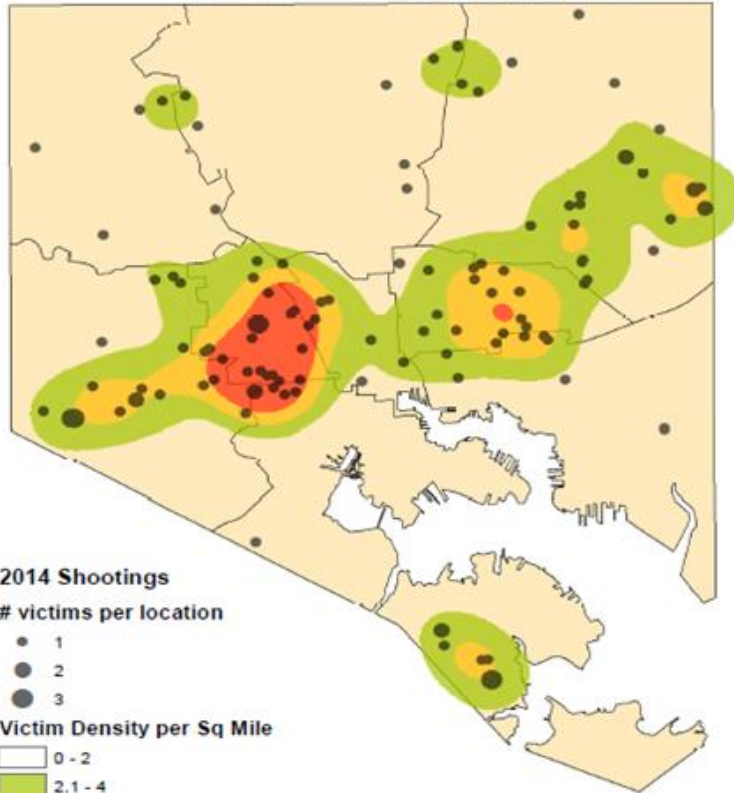 2014 Shootings
# victims per location
1
2
3
Victim Density per Sq Mile
0 - 2
2.1 - 4